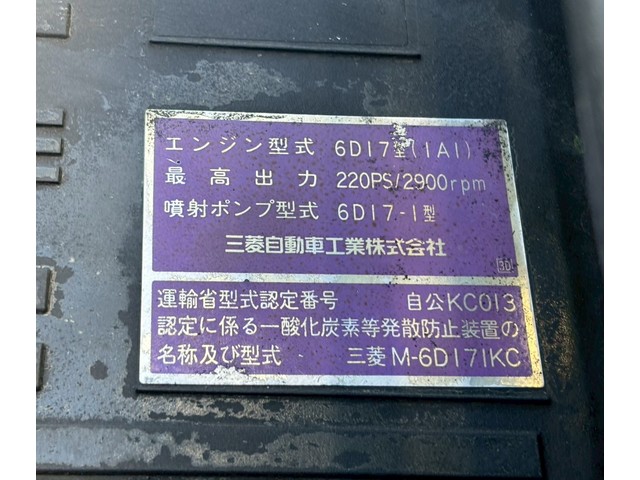 エンジン型式 6D17型(1A1)
最高出力 220PS/2900rpm
噴射ポンプ型式 6D17-1型
三菱自動車工業株式会社
3D
運輸省型式認定番号 自公KC013
認定に係る一酸化炭素等発散防止装置の
名称及び型式 三菱M-6D171KC